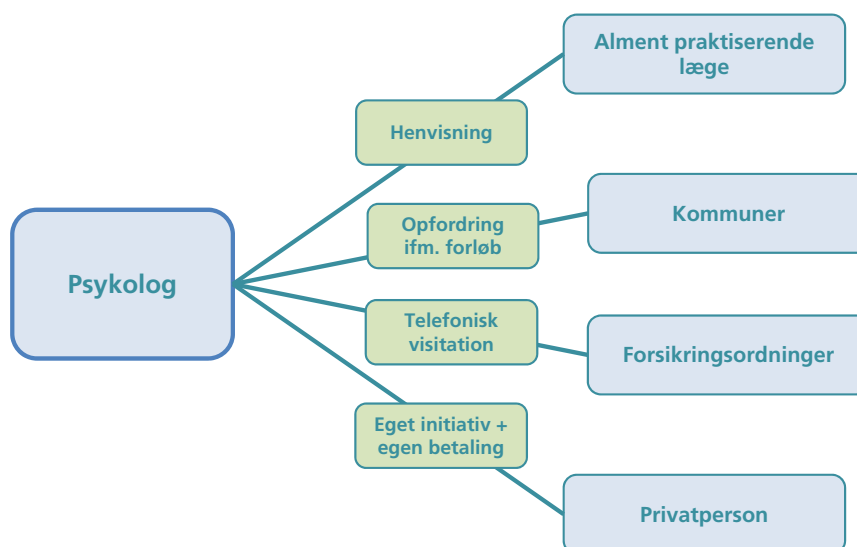 Alment praktiserende
læge
Henvisning
Opfordring
ifm. forløb
Kommuner
Psykolog
Telefonisk
visitation
Forsikringsordninger
Eget initiativ +
egen betaling
Privatperson